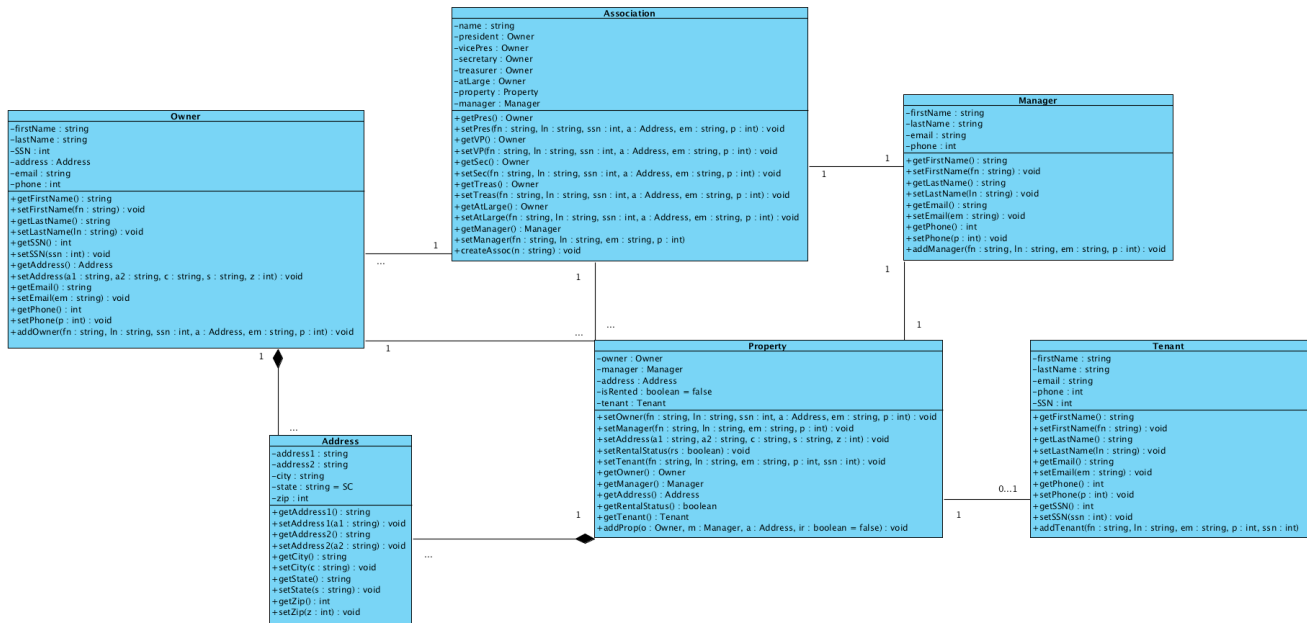 Association
-name : string
-president : Owner
-vicePres : Owner
-secretary : Owner
-treasurer : Owner
-atLarge : Owner
-property : Property
-manager : Manager
+getPres() : Owner
+setPres(fn : string, ln : string, ssn : int, a : Address, em : string, p : int) : void
+getVP() : Owner
+setVP(fn : string, ln : string, ssn : int, a : Address, em : string, p : int) : void
+getSec() : Owner
+setSec(fn : string, ln : string, ssn : int, a : Address, em : string, p : int) : void
+getTreas() : Owner
+setTreas(fn : string, ln : string, ssn : int, a : Address, em : string, p : int) : void
+getAtLarge() : Owner
+setAtLarge(fn : string, ln : string, ssn : int, a : Address, em : string, p : int) : void
+getManager() : Manager
+setManager(fn : string, ln : string, em : string, p : int)
+createAssoc(n : string) : void
Manager
-firstName : string
-lastName : string
-email : string
-phone : int
+getFirstName() : string
+setFirstName(fn : string) : void
+getLastName() : string
+setLastName(ln : string) : void
+getEmail() : string
+setEmail(em : string) : void
+getPhone() : int
+setPhone(p : int) : void
+addManager(fn : string, ln : string, em : string, p : int) : void
Owner
-firstName : string
-lastName : string
-SSN : int
-address : Address
-email : string
-phone : int
+getFirstName() : string
+setFirstName(fn : string) : void
+getLastName() : string
+setLastName(ln : string) : void
+getSSN() : int
+setSSN(ssn : int) : void
+getAddress() : Address
+setAddress(a1 : string, a2 : string, c : string, s : string, z : int) : void
+getEmail() : string
+setEmail(em : string) : void
+getPhone() : int
+setPhone(p : int) : void
+addOwner(fn : string, ln : string, ssn : int, a : Address, em : string, p : int) : void
1
1
1
...
1
1
1
...
...
1
1
...
Property
-owner : Owner
-manager : Manager
-address : Address
-isRented : boolean = false
-tenant : Tenant
+setOwner(fn : string, ln : string, ssn : int, a : Address, em : string, p : int) : void
+setManager(fn : string, ln : string, em : string, p : int) : void
+setAddress(a1 : string, a2 : string, c : string, s : string, z : int) : void
+setRentalStatus(rs : boolean) : void
+setTenant(fn : string, ln : string, em : string, p : int, ssn : int) : void
+getOwner() : Owner
+getManager() : Manager
+getAddress() : Address
+getRentalStatus() : boolean
+getTenant() : Tenant
+addProp(o : Owner, m : Manager, a : Address, ir : boolean = false) : void
Tenant
-firstName : string
-lastName : string
-email : string
-phone : int
-SSN : int
+getFirstName() : string
+setFirstName(fn : string) : void
+getLastName() : string
+setLastName(ln : string) : void
+getEmail() : string
+setEmail(em : string) : void
+getPhone() : int
+setPhone(p : int) : void
+getSSN() : int
+setSSN(ssn : int) : void
+addTenant(fn : string, ln : string, em : string, p : int, ssn : int)
0...1
1
Address
-address1 : string
-address2 : string
-city : string
-state : string = SC
-zip : int
+getAddress1() : string
+setAddress1(a1 : string) : void
+getAddress2() : string
+setAddress2(a2 : string) : void
+getCity() : string
+setCity(c : string) : void
+getState() : string
+setState(s : string) : void
+getZip() : int
+setZip(z : int) : void
1
...